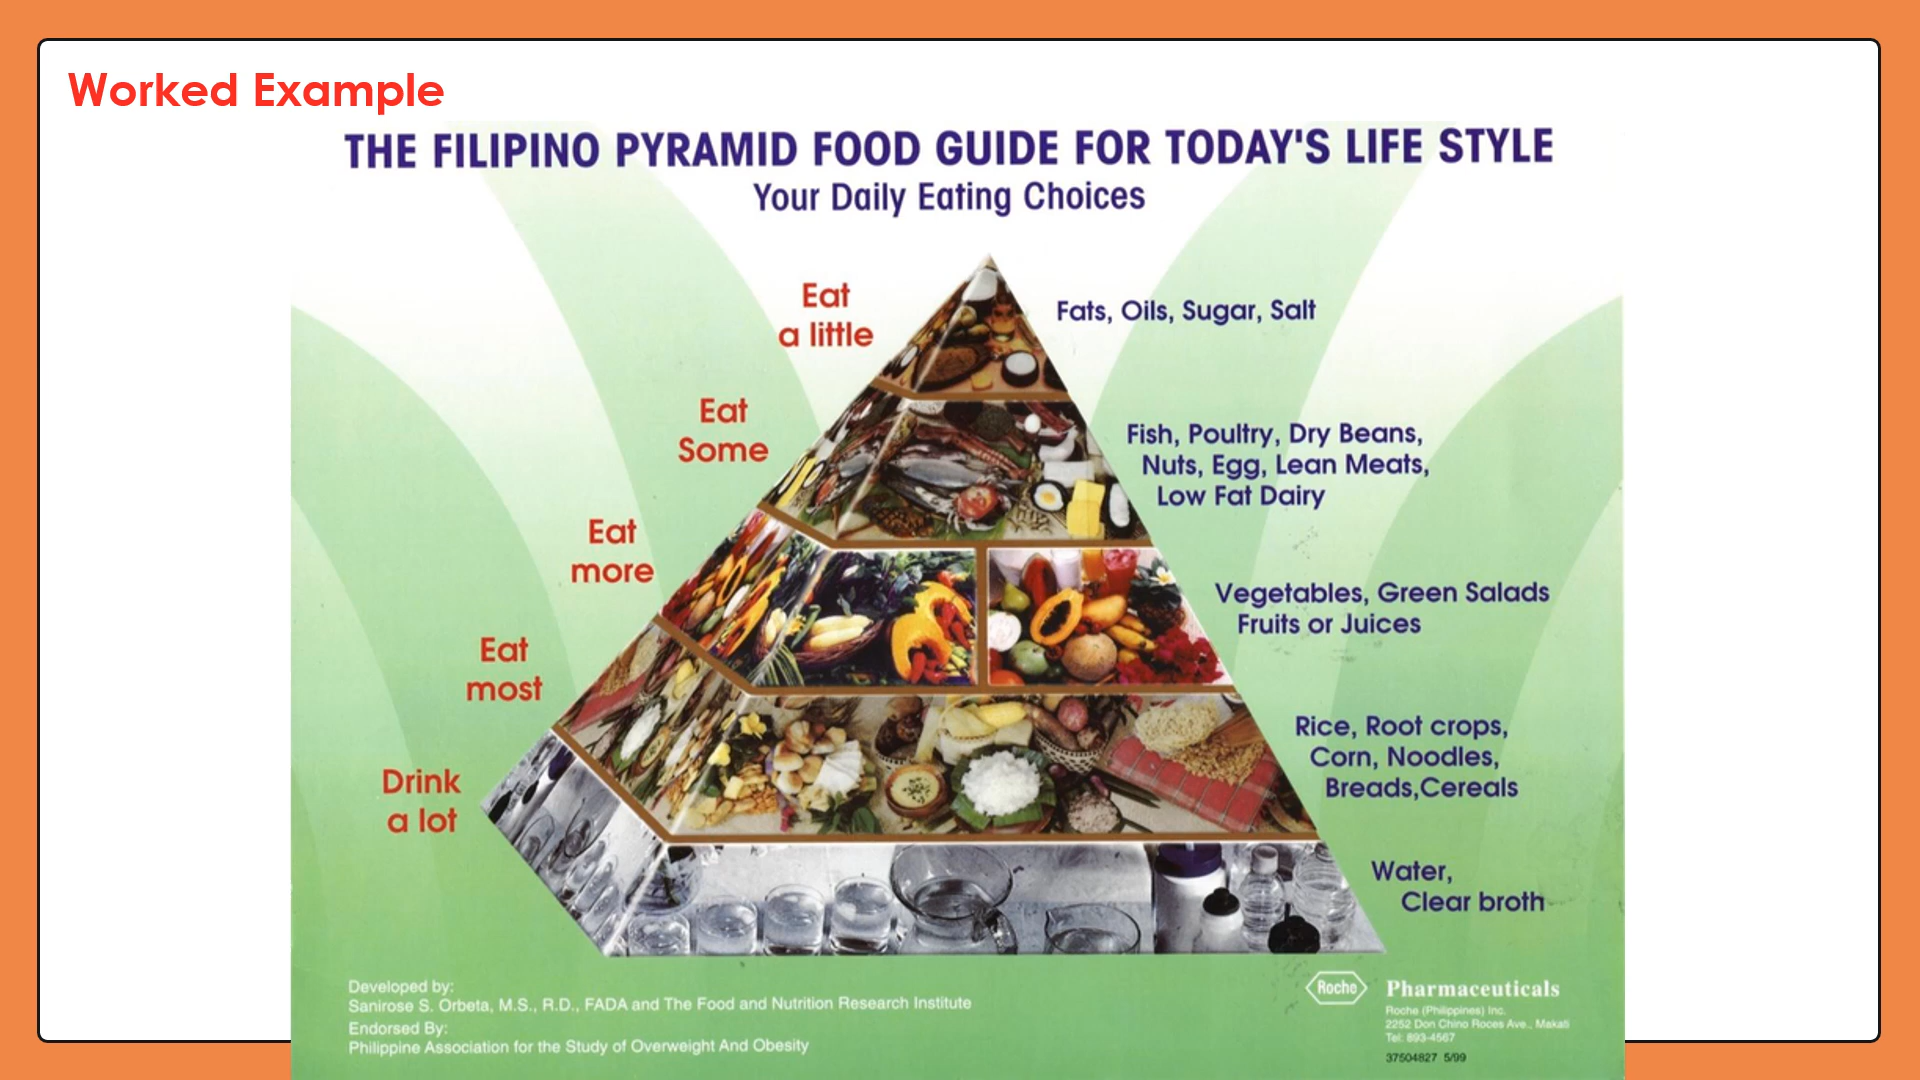 Worked Example
THE FILIPINO PYRAMID FOOD GUIDE FOR TODAY'S LIFE STYLE
Your Daily Eating Choices
Eat
a little
Fats, Oils, Sugar, Salt
Eat
Some
Fish, Poultry, Dry Beans,
Nuts, Egg, Lean Meats,
Low Fat Dairy
Eat
more
Vegetables, Green Salads
Fruits or Juices
Eat
most
Rice, Root crops,
Corn, Noodles,
Breads,Cereals
Drink
a lot
Water,
Clear broth
Developed by:
Sanirose S. Orbeta, M.S., R.D., FADA and The Food and Nutrition Research Institute
Endorsed By:
Philippine Association for the Study of Overweight And Obesity
Roche
Pharmaceuticals
Roche (Philippines) Inc.
2252 Don Chino Roces Ave., Makati
Tel: 893-4567
37504827 5/99